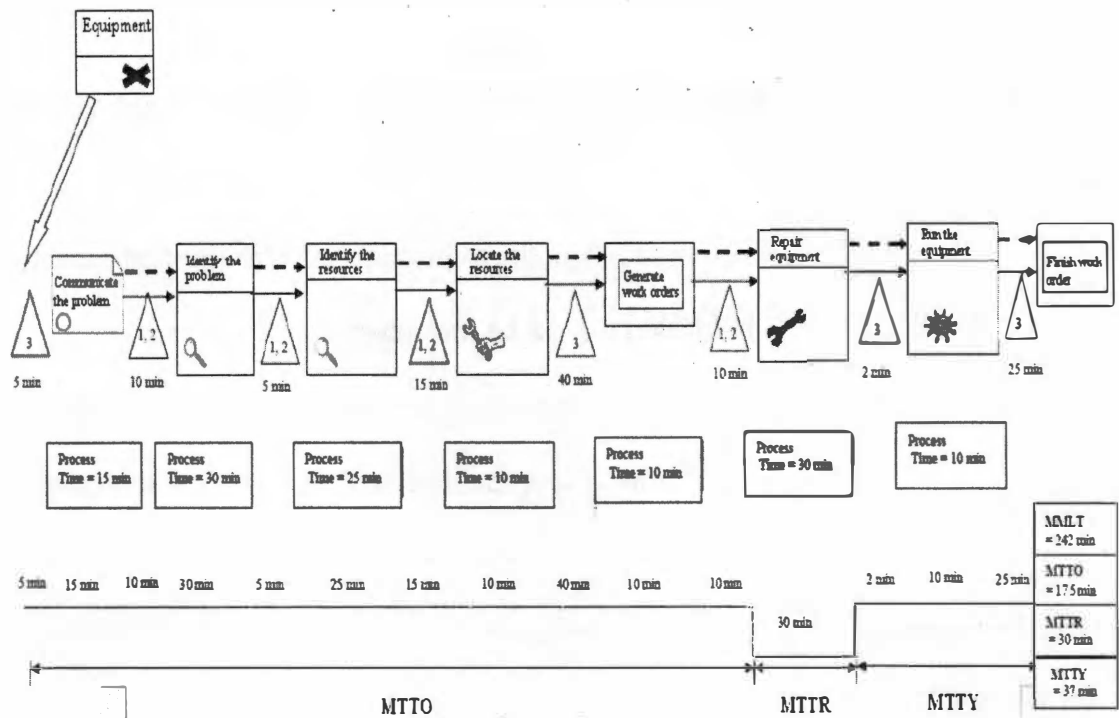 Equipment
Communicate
the problem
Identify the
problem
Identify the
resources
Locate the
resources
Generate
work orders
Repair
equipment
Run the
equipment
Finish work
order
3
1, 2
1, 2
1, 2
3
1, 2
3
3
5 min
10 min
5 min
15 min
40 min
10 min
2 min
25 min
Process
Time = 15 min
Process
Time = 30 min
Process
Time = 25 min
Process
Time = 10 min
Process
Time = 10 min
Process
Time = 30 min
Process
Time = 10 min
5 min 15 min 10 min 30 min 5 min 25 min 15 min 10 min 40 min 10 min 10 min 2 min 10 min 25 min
30 min
MMLT
= 242 min
MTTO
= 175 min
MTTR
= 30 min
MTTY
= 37 min
MTTO MTTR MTTY